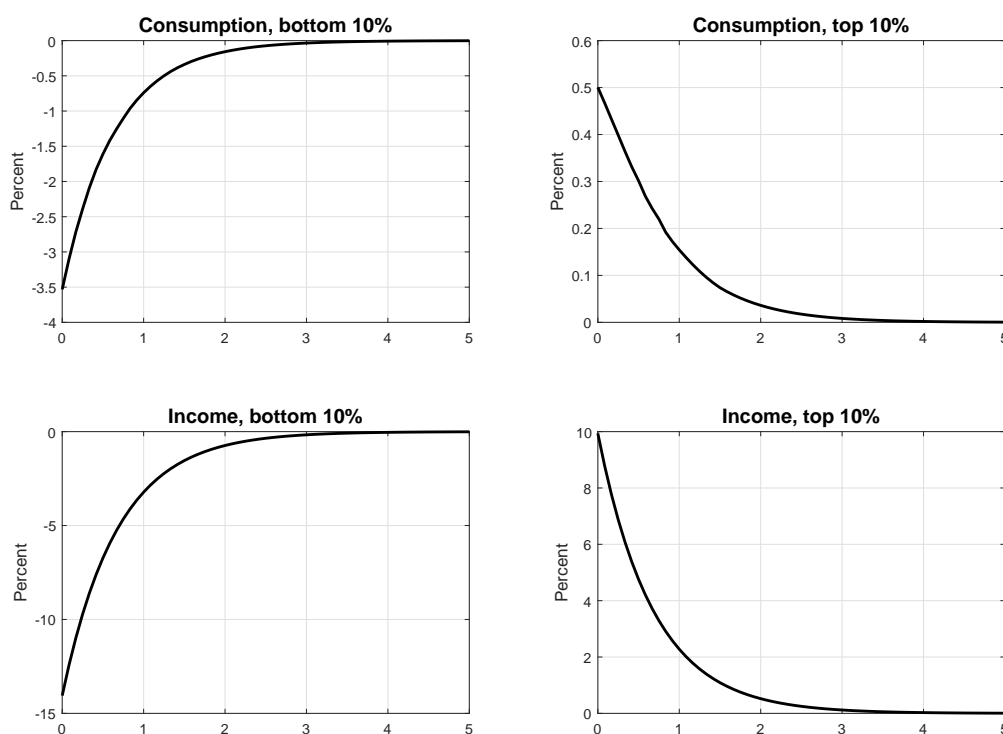 Consumption, bottom 10%
Percent
0
-0.5
-1
-1.5
-2
-2.5
-3
-3.5
-4
0 1 2 3 4 5
Consumption, top 10%
Percent
0.6
0.5
0.4
0.3
0.2
0.1
0
0 1 2 3 4 5
Income, bottom 10%
Percent
0
-5
-10
-15
0 1 2 3 4 5
Income, top 10%
Percent
10
8
6
4
2
0
0 1 2 3 4 5